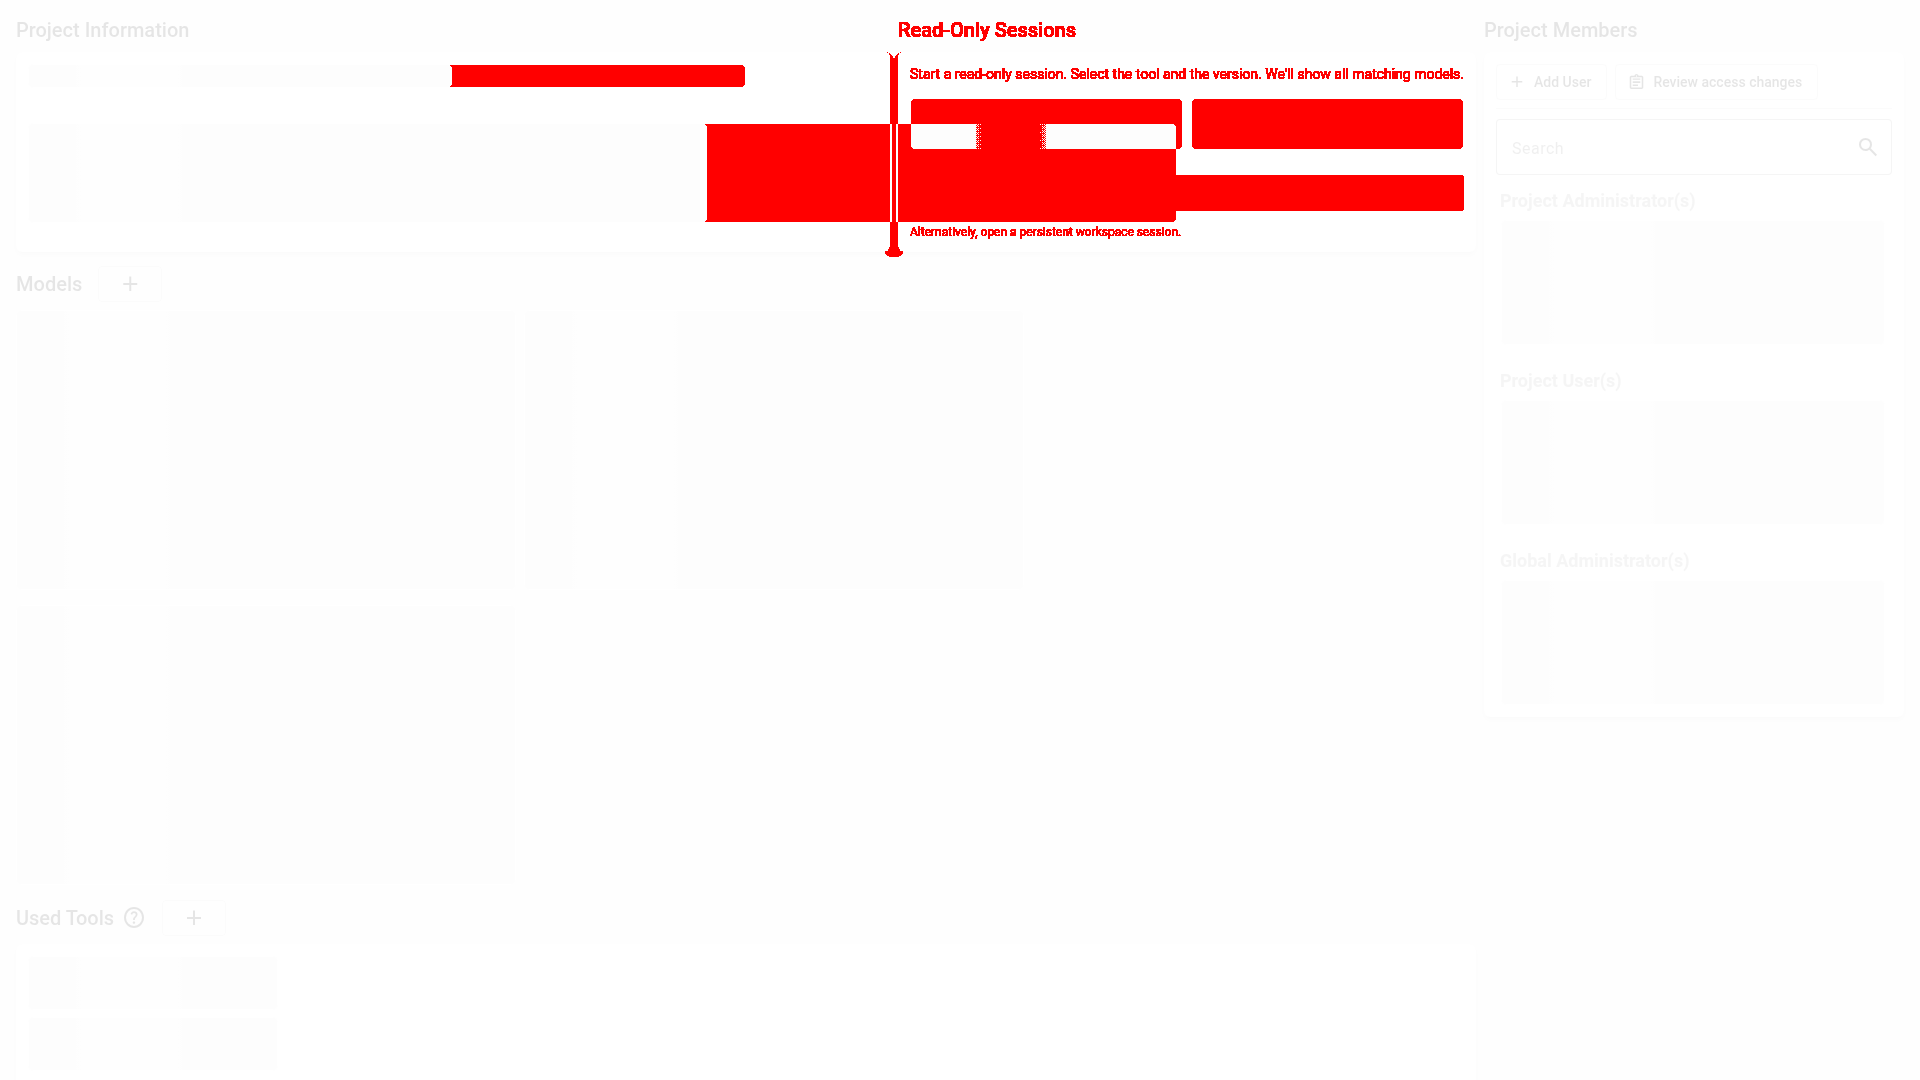 Project Information
Read-Only Sessions
Start a read-only session. Select the tool and the version. We'll show all matching models.
Alternatively, open a persistent workspace session.
Project Members
Add User
Review access changes
Search
Project Administrator(s)
Project User(s)
Global Administrator(s)
Models
Used Tools